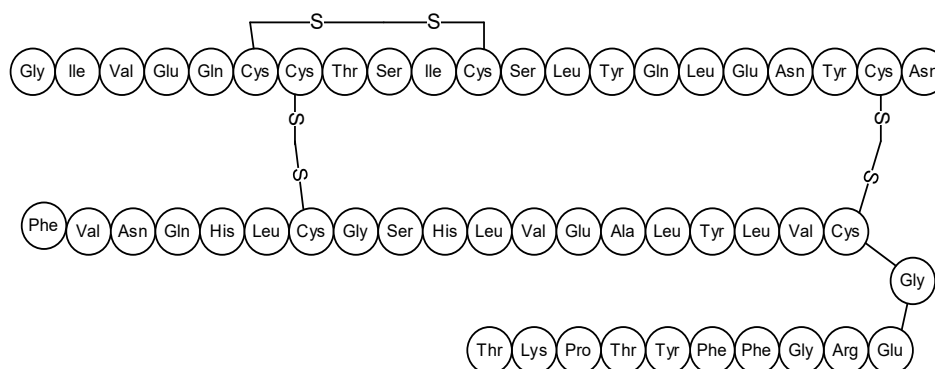 S S
Gly Ile Val Glu Gln Cys Cys Thr Ser Ile Cys Ser Leu Tyr Gln Leu Glu Asn Tyr Cys Asn
S S
S S
Phe Val Asn Gln His Leu Cys Gly Ser His Leu Val Glu Ala Leu Tyr Leu Val Cys
Gly
Thr Lys Pro Thr Tyr Phe Phe Gly Arg Glu